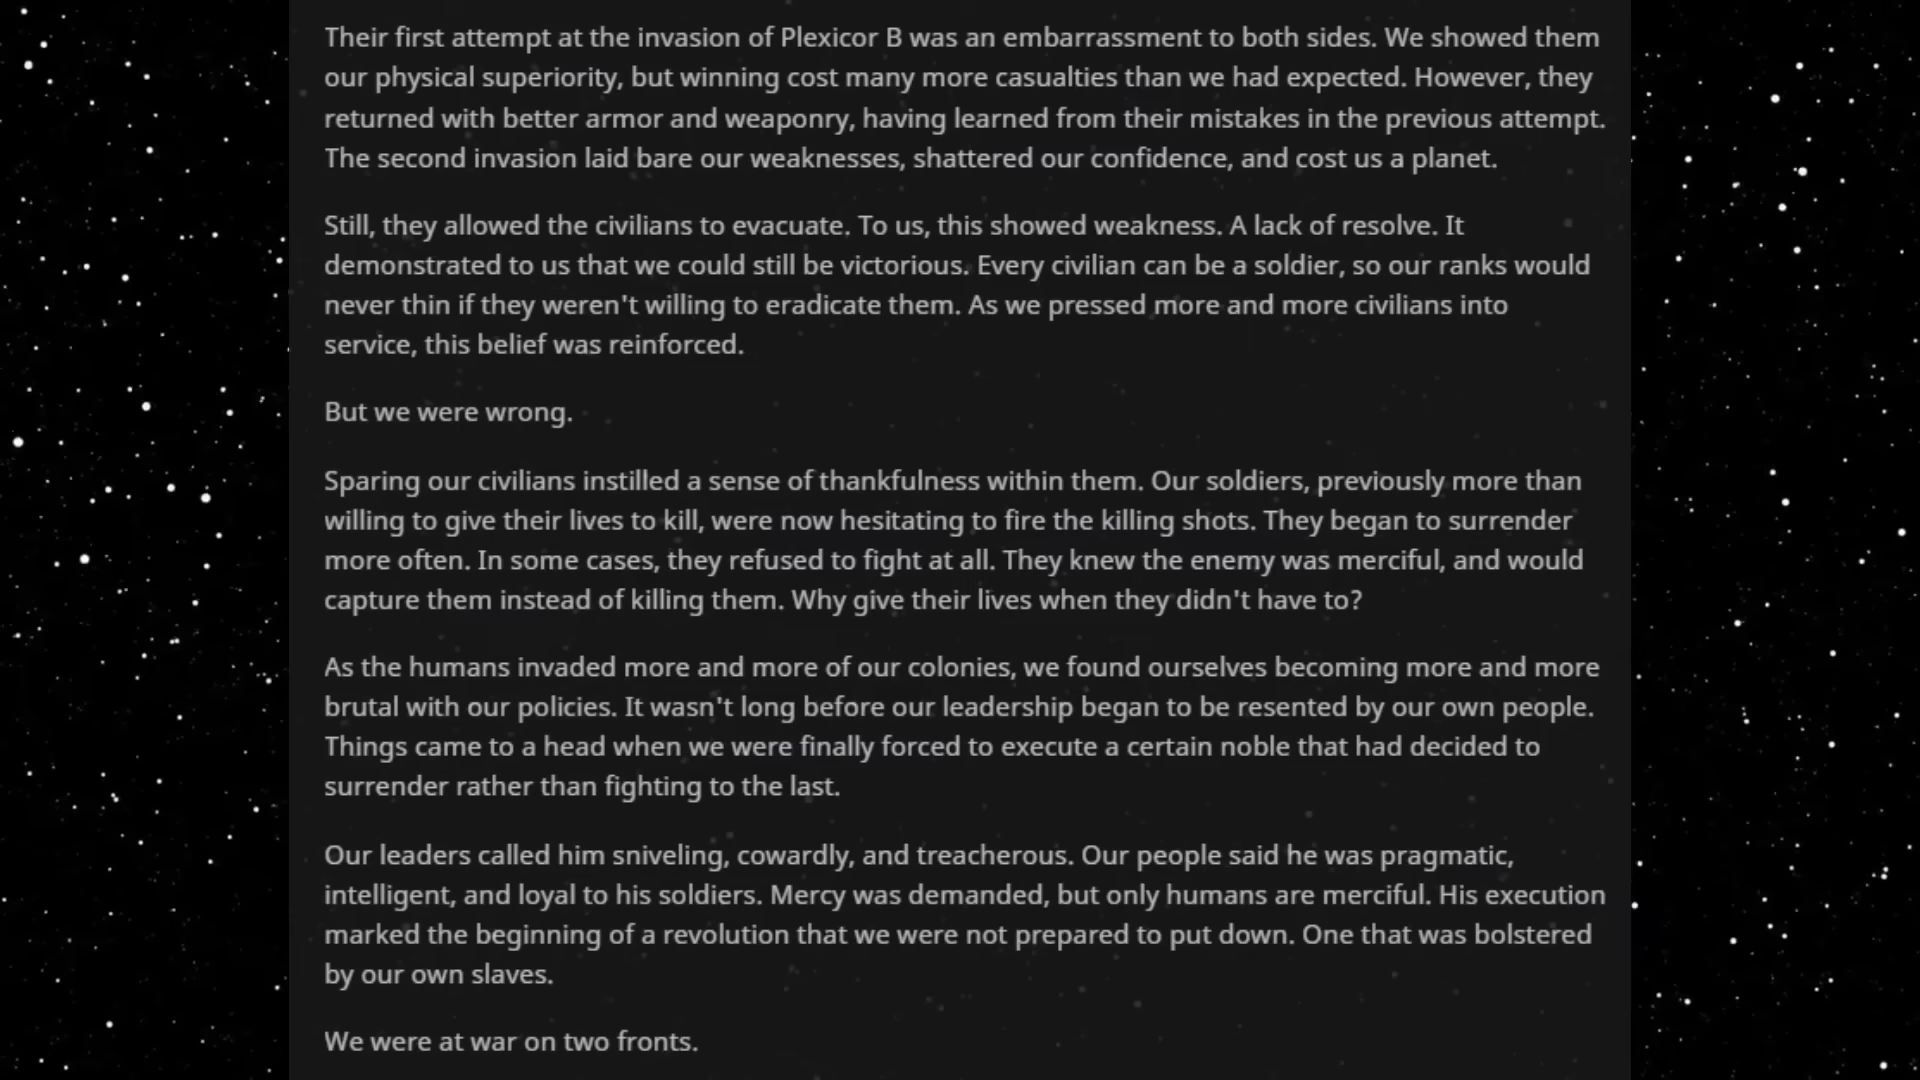 Their first attempt at the invasion of Plexicor B was an embarrassment to both sides. We showed them
our physical superiority, but winning cost many more casualties than we had expected. However, they
returned with better armor and weaponry, having learned from their mistakes in the previous attempt.
The second invasion laid bare our weaknesses, shattered our confidence, and cost us a planet.
Still, they allowed the civilians to evacuate. To us, this showed weakness. A lack of resolve. It
demonstrated to us that we could still be victorious. Every civilian can be a soldier, so our ranks would
never thin if they weren't willing to eradicate them. As we pressed more and more civilians into
service, this belief was reinforced.
But we were wrong.
Sparing our civilians instilled a sense of thankfulness within them. Our soldiers, previously more than
willing to give their lives to kill, were now hesitating to fire the killing shots. They began to surrender
more often. In some cases, they refused to fight at all. They knew the enemy was merciful, and would
capture them instead of killing them. Why give their lives when they didn't have to?
As the humans invaded more and more of our colonies, we found ourselves becoming more and more
brutal with our policies. It wasn't long before our leadership began to be resented by our own people.
Things came to a head when we were finally forced to execute a certain noble that had decided to
surrender rather than fighting to the last.
Our leaders called him sniveling, cowardly, and treacherous. Our people said he was pragmatic,
intelligent, and loyal to his soldiers. Mercy was demanded, but only humans are merciful. His execution
marked the beginning of a revolution that we were not prepared to put down. One that was bolstered
by our own slaves.
We were at war on two fronts.